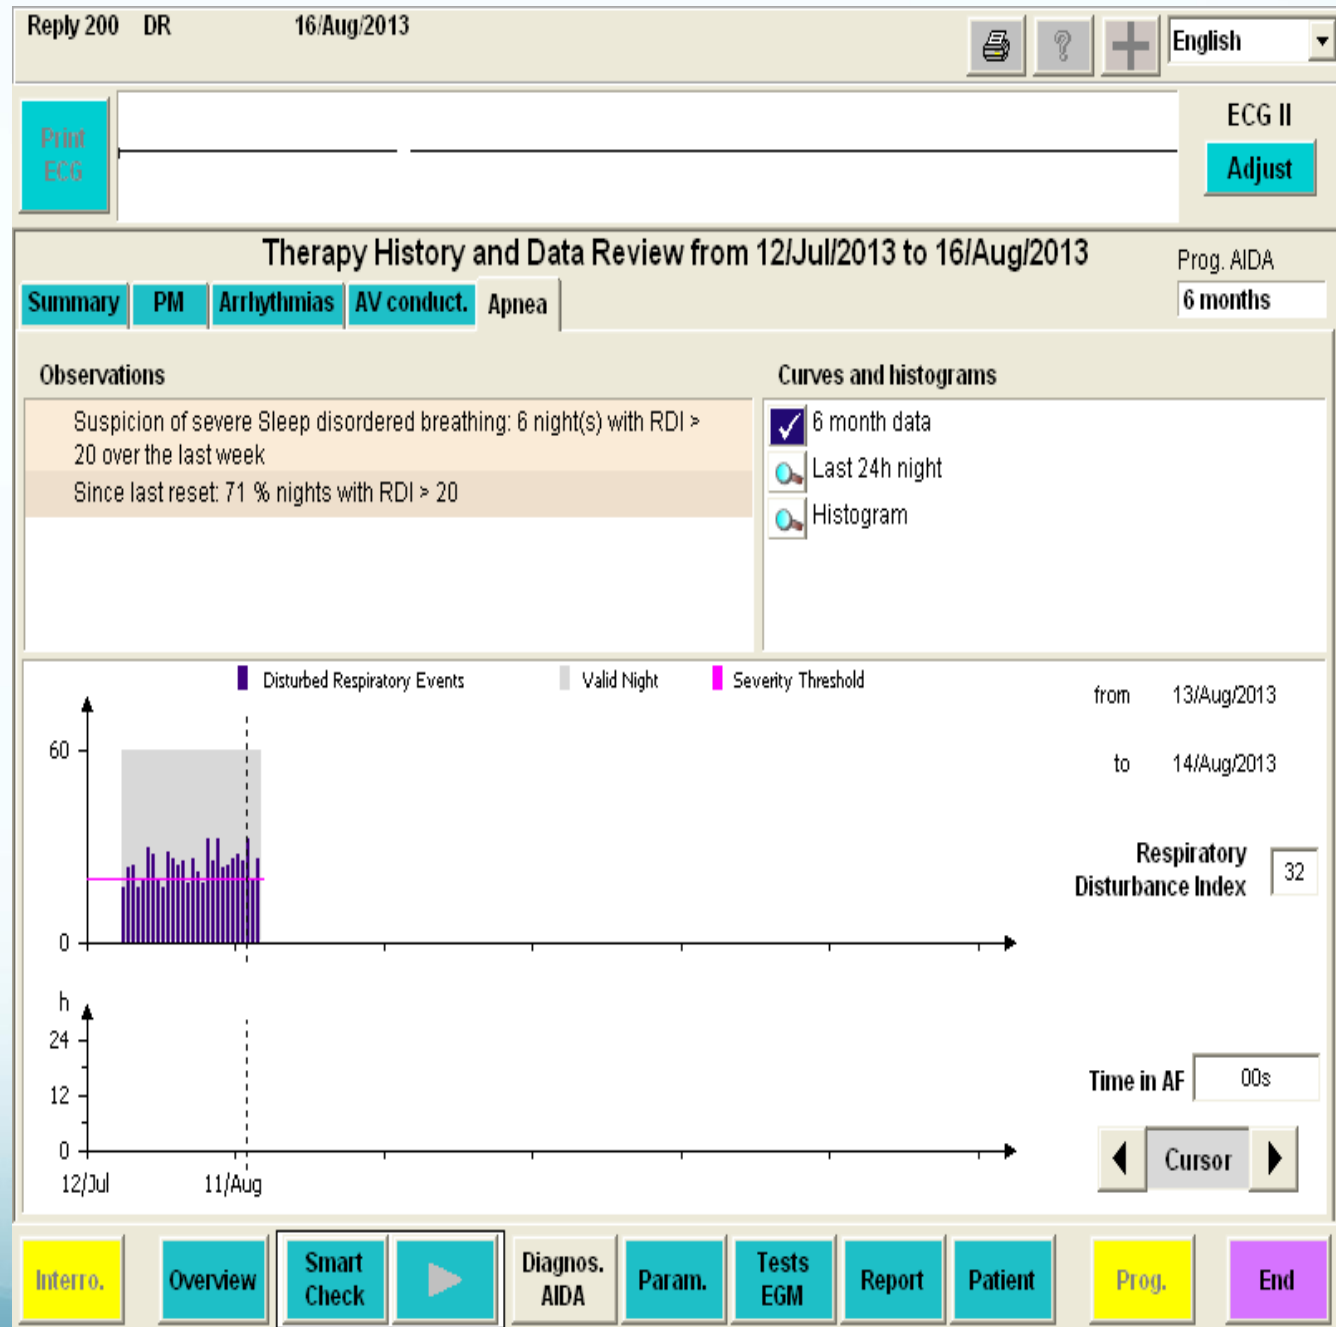 Reply 200 DR 16/Aug/2013
? English
Print
ECG
ECG II
Adjust
Therapy History and Data Review from 12/Jul/2013 to 16/Aug/2013
Prog. AIDA
6 months
Summary PM Arrhythmias AV conduct. Apnea
Observations
Suspicion of severe Sleep disordered breathing: 6 night(s) with RDI >
20 over the last week
Since last reset: 71 % nights with RDI > 20
Curves and histograms
6 month data
Last 24h night
Histogram
Disturbed Respiratory Events Valid Night Severity Threshold
from 13/Aug/2013
to 14/Aug/2013
60
0
Respiratory
Disturbance Index 32
h
24
12
0
12/Jul 11/Aug
Time in AF 00s
Cursor
Interro.
Overview
Smart
Check
Diagnos.
AIDA
Param.
Tests
EGM
Report
Patient
Prog.
End